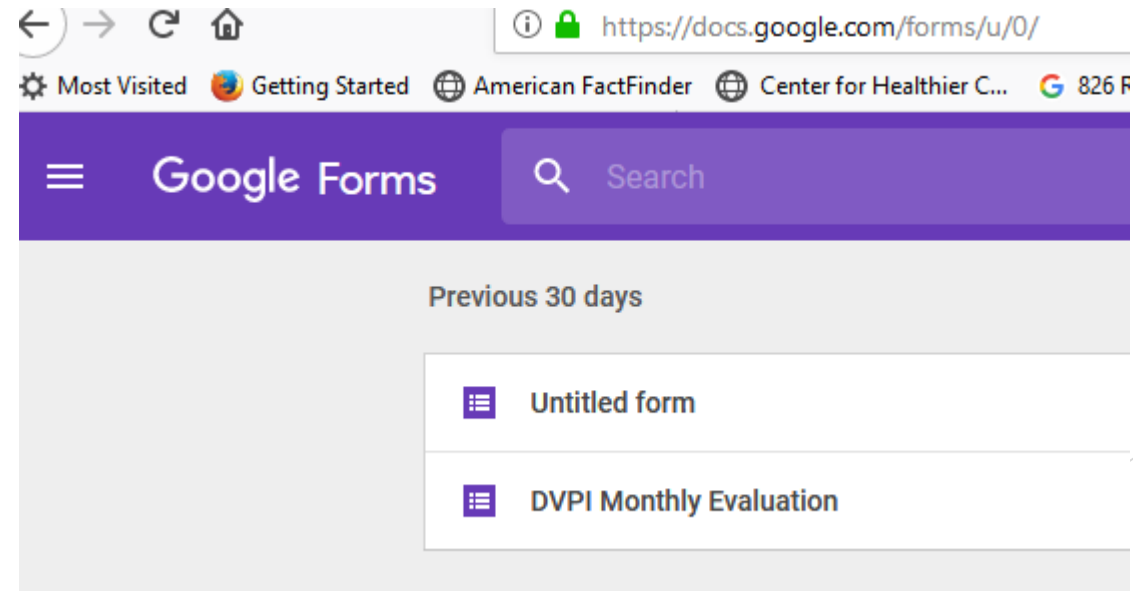 https://docs.google.com/forms/u/0/
Most Visited Getting Started American FactFinder Center for Healthier C... 826 R
Google Forms Search
Previous 30 days
Untitled form
DVPI Monthly Evaluation